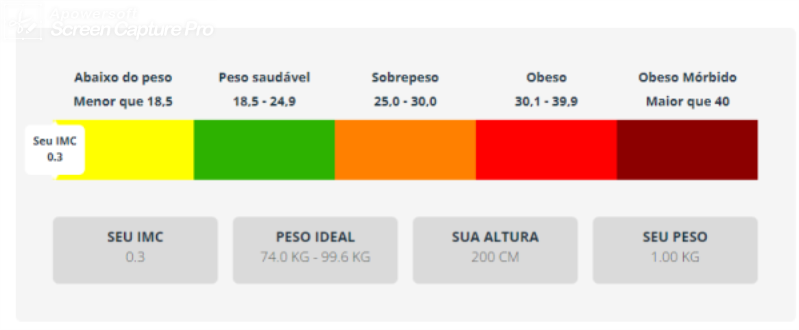 apowersoft
Screen Capture Pro
Abaixo do peso
Menor que 18,5
Peso saudável
18,5 - 24,9
Sobrepeso
25,0 - 30,0
Obeso
30,1 - 39,9
Obeso Mórbido
Maior que 40
Seu IMC
0.3
SEU IMC
0.3
PESO IDEAL
74.0 KG - 99.6 KG
SUA ALTURA
200 CM
SEU PESO
1.00 KG